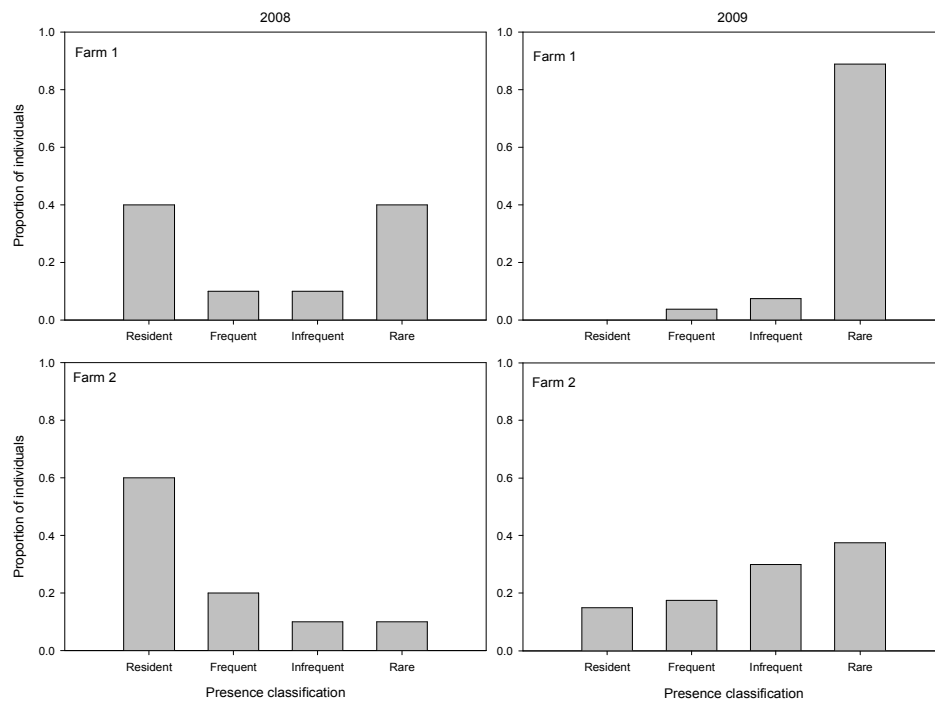 2008
2009
Farm 1
Proportion of individuals
1.0
0.8
0.6
0.4
0.2
0.0
Resident Frequent Infrequent Rare
Farm 1
1.0
0.8
0.6
0.4
0.2
0.0
Resident Frequent Infrequent Rare
Farm 2
Proportion of individuals
1.0
0.8
0.6
0.4
0.2
0.0
Resident Frequent Infrequent Rare
Presence classification
Farm 2
1.0
0.8
0.6
0.4
0.2
0.0
Resident Frequent Infrequent Rare
Presence classification